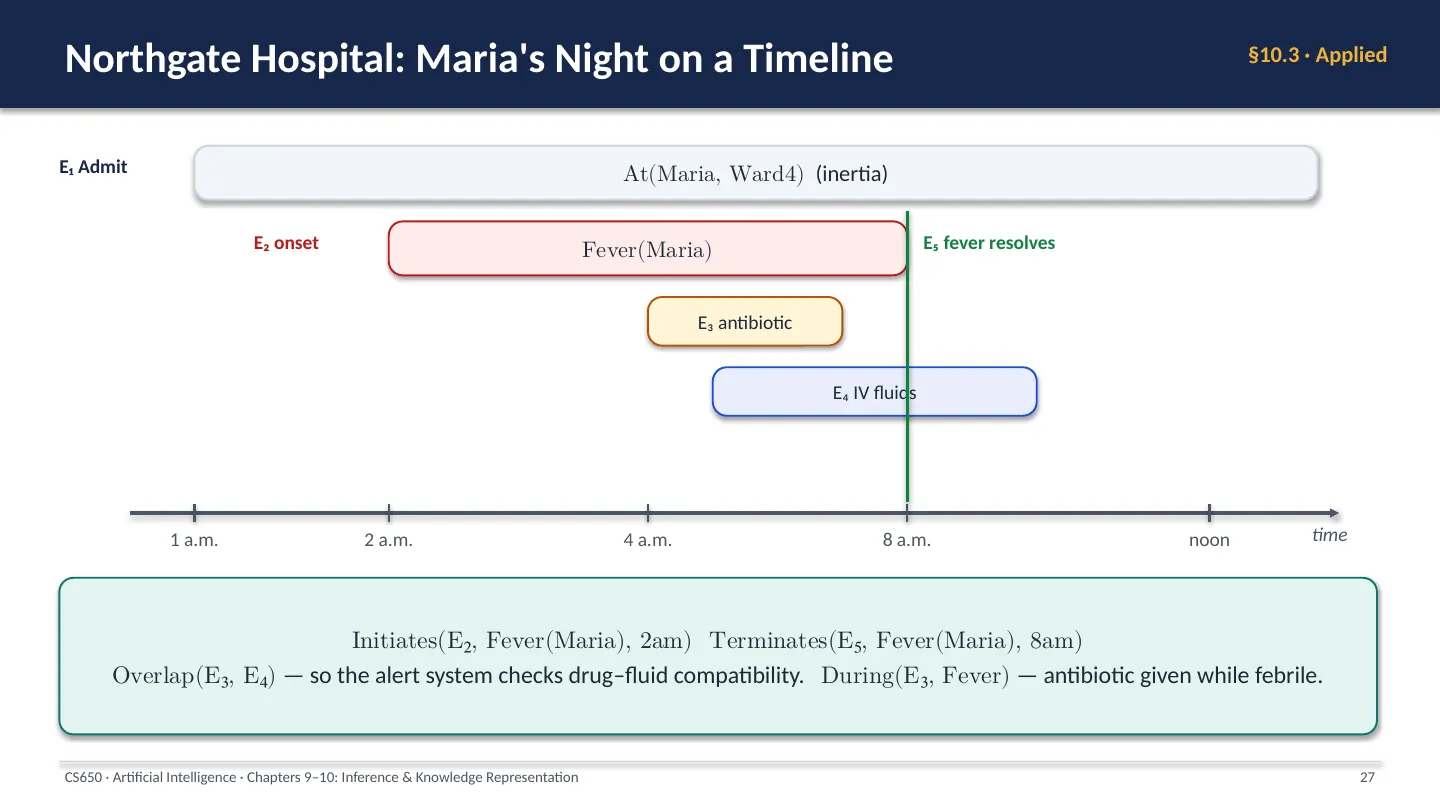 Northgate Hospital: Maria's Night on a Timeline
§10.3 · Applied
E₁ Admit
At(Maria, Ward4) (inertia)
E₂ onset
Fever(Maria)
E₅ fever resolves
E₃ antibiotic
E₄ IV fluids
1 a.m.
2 a.m.
4 a.m.
8 a.m.
noon
time
Initiates(E₂, Fever(Maria), 2am) Terminates(E₅, Fever(Maria), 8am)
Overlap(E₃, E₄) — so the alert system checks drug–fluid compatibility. During(E₃, Fever) — antibiotic given while febrile.
CS650 · Artificial Intelligence · Chapters 9–10: Inference & Knowledge Representation
27